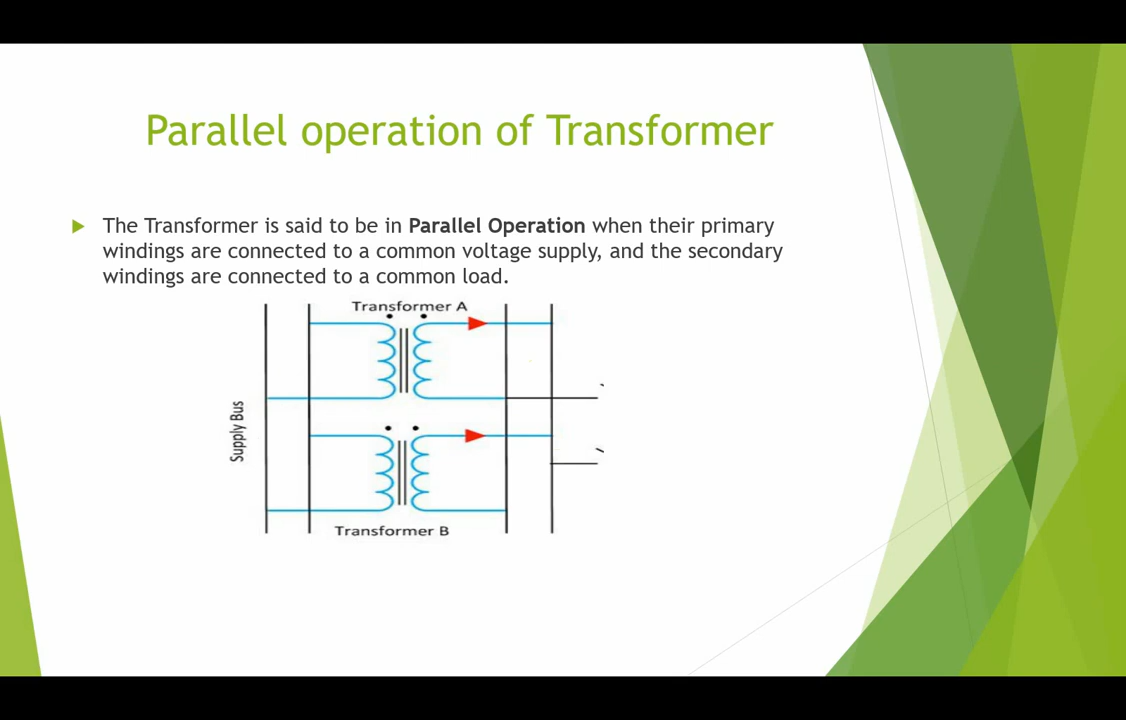 Parallel operation of Transformer
The Transformer is said to be in Parallel Operation when their primary
windings are connected to a common voltage supply, and the secondary
windings are connected to a common load.
Transformer A
Supply Bus
Transformer B